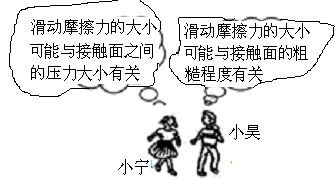 滑动摩擦力的大小
可能与接触面之间
的压力大小有关
滑动摩擦力的大小
可能与接触面的粗
糙程度有关
小宁
小昊